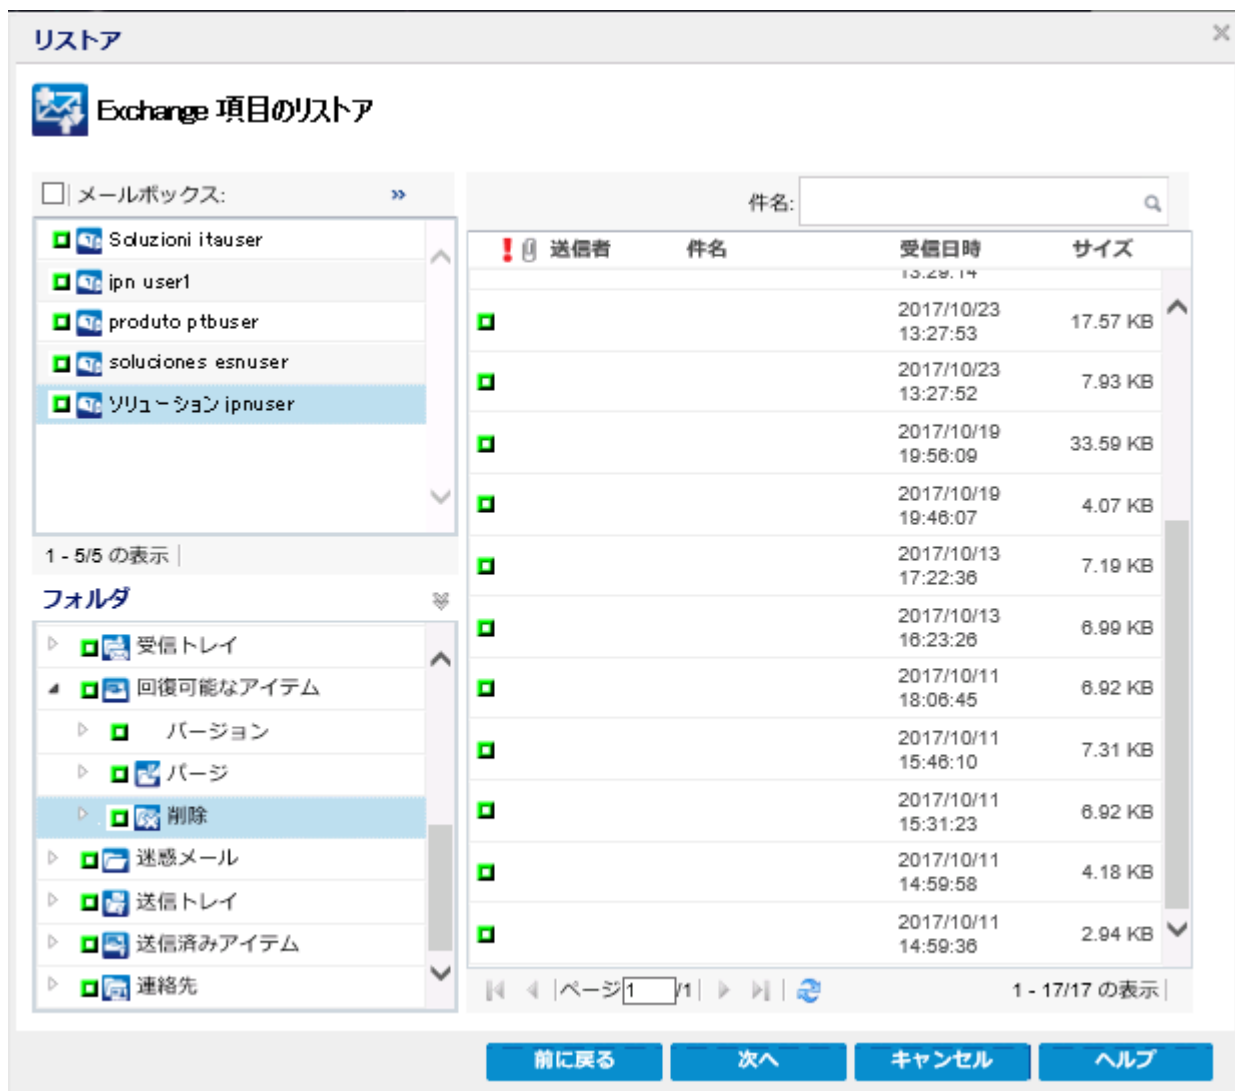 リストア
Exchange 項目のリストア
メールボックス: »
件名:
Soluzioni itauser
jpn user1
produto ptbuser
soluciones esnuser
ソリューション jpnuser
1 - 5/5 の表示
フォルダ
受信トレイ
回復可能なアイテム
バージョン
パージ
削除
迷惑メール
送信トレイ
送信済みアイテム
連絡先
送信者 件名 受信日時 サイズ
13:29:14
2017/10/23
13:27:53
17.57 KB
2017/10/23
13:27:52
7.93 KB
2017/10/19
19:56:09
33.59 KB
2017/10/19
19:46:07
4.07 KB
2017/10/13
17:22:36
7.19 KB
2017/10/13
16:23:26
6.99 KB
2017/10/11
18:06:45
6.92 KB
2017/10/11
15:46:10
7.31 KB
2017/10/11
15:31:23
6.92 KB
2017/10/11
14:59:58
4.18 KB
2017/10/11
14:59:36
2.94 KB
ページ 1 /1
1 - 17/17 の表示
前に戻る 次へ キャンセル ヘルプ